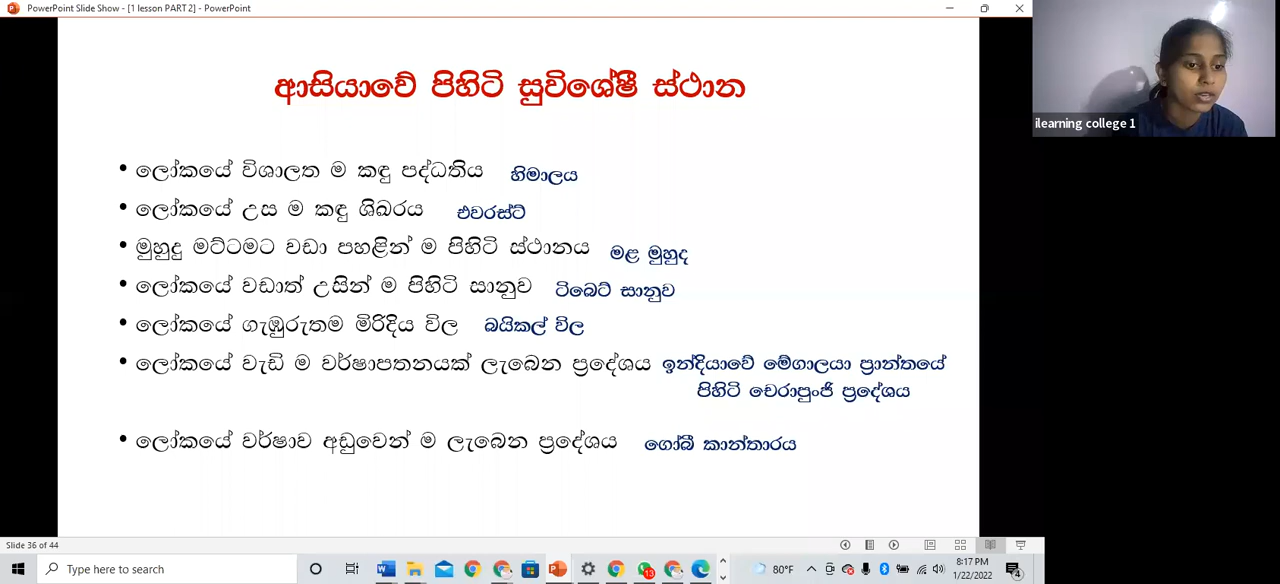 PowerPoint Slide Show - [1 lesson PART 2] - PowerPoint
ilearning college 1
ආසියාවේ පිහිටි සුවිශේෂී ස්ථාන
• ලෝකයේ විශාලත ම කඳු පද්ධතිය හිමාලය
• ලෝකයේ උස ම කඳු ශිඛරය එවරස්ට්
• මුහුදු මට්ටමට වඩා පහළින් ම පිහිටි ස්ථානය මළ මුහුද
• ලෝකයේ වඩාත් උසින් ම පිහිටි සානුව ටිබෙට් සානුව
• ලෝකයේ ගැඹුරුතම මිරිදිය විල බයිකල් විල
• ලෝකයේ වැඩි ම වර්ෂාපතනයක් ලැබෙන ප්‍රදේශය ඉන්දියාවේ මේගාලයා ප්‍රාන්තයේ
පිහිටි චෙරාපුංජි ප්‍රදේශය
• ලෝකයේ වර්ෂාව අඩුවෙන් ම ලැබෙන ප්‍රදේශය ගෝබී කාන්තාරය
Slide 36 of 44
Type here to search
13
80°F
8:17 PM
1/22/2022
4